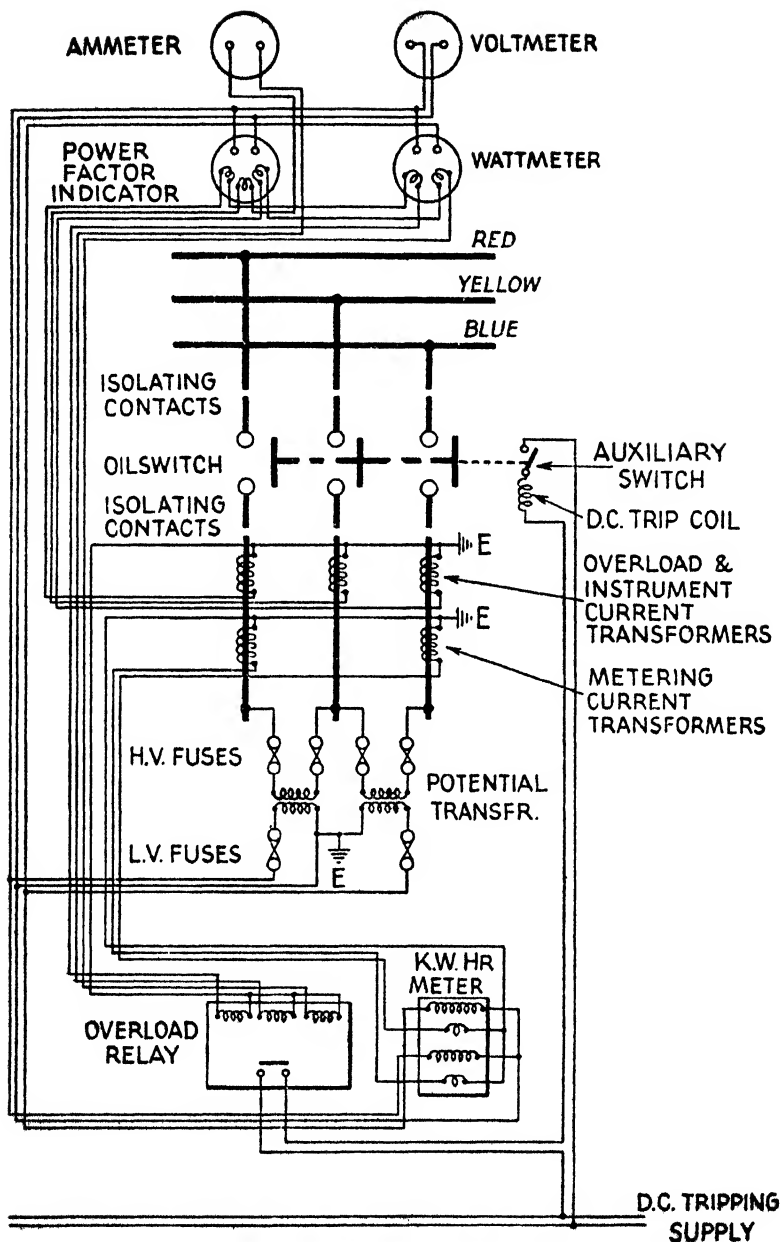 AMMETER
VOLTMETER
POWER
FACTOR
INDICATOR
WATTMETER
RED
YELLOW
BLUE
ISOLATING
CONTACTS
OILSWITCH
AUXILIARY
SWITCH
ISOLATING
CONTACTS
D.C. TRIP COIL
E
OVERLOAD &
INSTRUMENT
CURRENT
TRANSFORMERS
E
METERING
CURRENT
TRANSFORMERS
H.V. FUSES
POTENTIAL
TRANSFR.
L.V. FUSES
E
K.W. HR
METER
OVERLOAD
RELAY
D.C. TRIPPING
SUPPLY